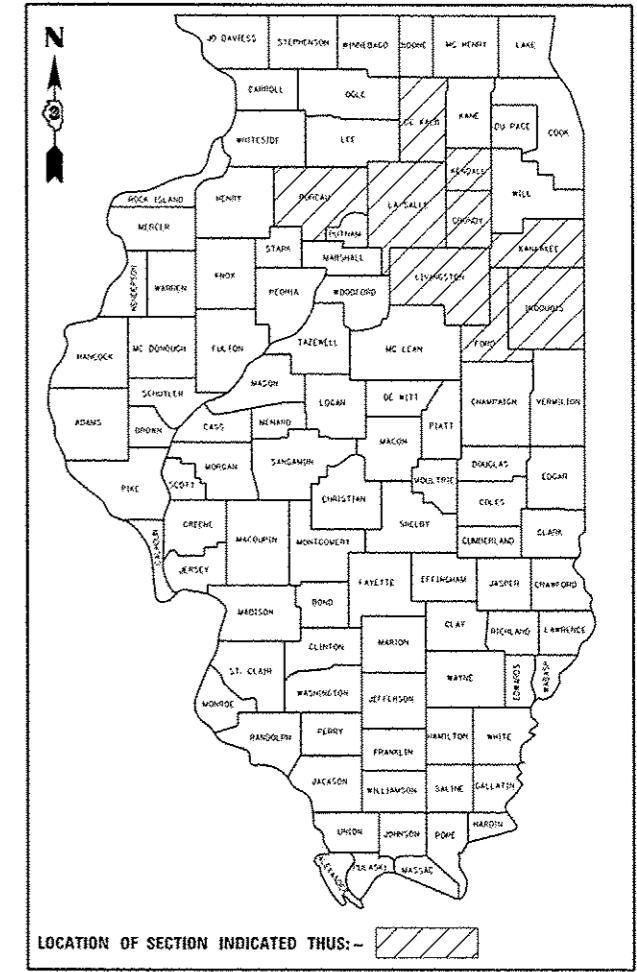 N
JO DAVIESS STEPHENSON WINNEBAGO BOONE MC HENRY LAKE
CARROLL OGLE DE KALB KANE DU PACE COOK
WHITESIDE LEE KENDALL WILL
ROCK ISLAND HENRY BUREAU LA SALLE GRUNDY
MERCER STARK PUTNAM KANKAKEE
HENDERSON WARREN KNOX MARSHALL LIVINGSTON
PEORIA WOODFORD IROQUOIS
HANCOCK MC DONOUGH FULTON TAZEWELL MC LEAN FORD
SCHUYLER MASON LOGAN DE WITT CHAMPAIGN VERMILION
ADAMS BROWN CASS MENARD MACON PIATT
PIKE SCOTT MORGAN SANGAMON MOULTRIE DOUGLAS EDGAR
CHRISTIAN COLES
GREENE MACOUPIN MONTGOMERY SHELBY CUMBERLAND CLARK
CALHOUN JERSEY FAYETTE EFFINGHAM JASPER CRAWFORD
MADISON BOND CLAY RICHLAND LAWRENCE
CLINTON MARION
ST. CLAIR WAYNE EDWARDS WABASH
MONROE WASHINGTON JEFFERSON
RANDOLPH PERRY HAMILTON WHITE
FRANKLIN
JACKSON WILLIAMSON SALINE GALLATIN
UNION JOHNSON POPE HARDIN
ALEXANDER PULASKI MASSAC
LOCATION OF SECTION INDICATED THUS:~